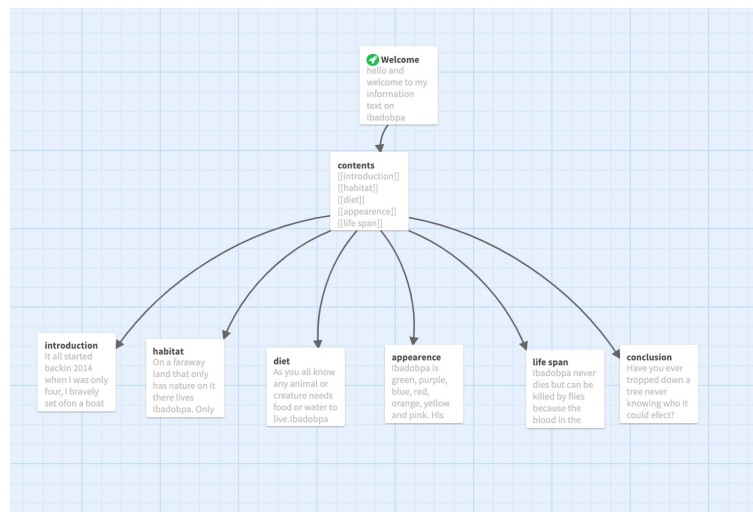 Welcome
hello and
welcome to my
information
text on
Ibadobpa
contents
[[introduction]]
[[habitat]]
[[diet]]
[[appearence]]
[[life span]]
introduction
It all started
backin 2014
when I was only
four, I bravely
set ofon a boat
habitat
On a faraway
land that only
has nature on it
there lives
Ibadobpa. Only
diet
As you all know
any animal or
creature needs
food or water to
live.Ibadobpa
appearence
Ibadobpa is
green, purple,
blue, red,
orange, yellow
and pink. His
life span
Ibadobpa never
dies but can be
killed by flies
because the
blood in the
conclusion
Have you ever
tropped down a
tree never
knowing who it
could efect?